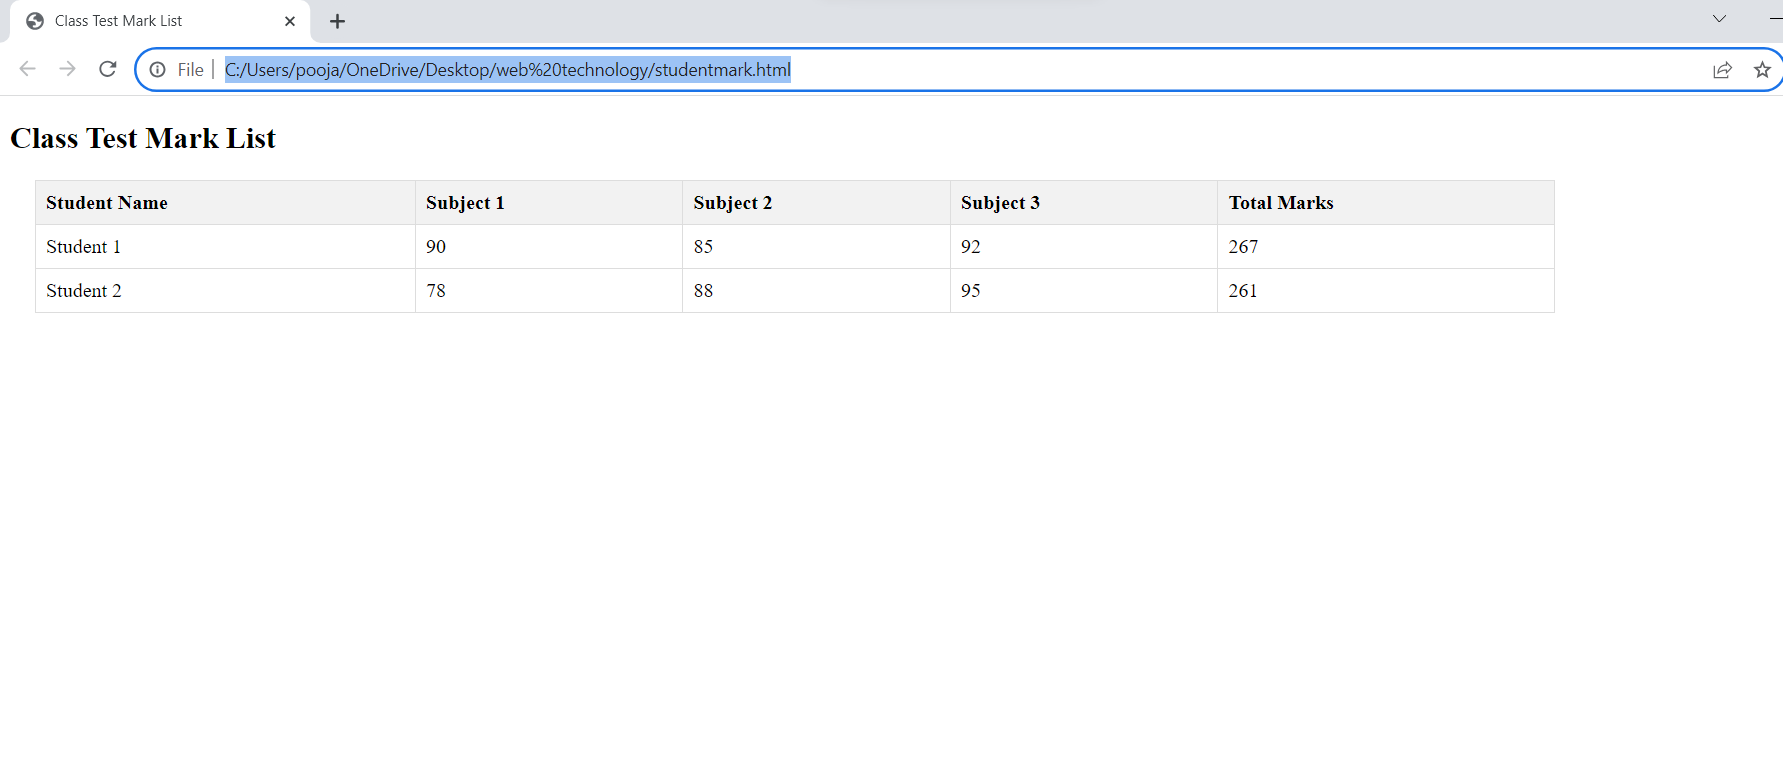 Class Test Mark List
File C:/Users/pooja/OneDrive/Desktop/web%20technology/studentmark.html
Class Test Mark List
Student Name Subject 1 Subject 2 Subject 3 Total Marks
Student 1 90 85 92 267
Student 2 78 88 95 261